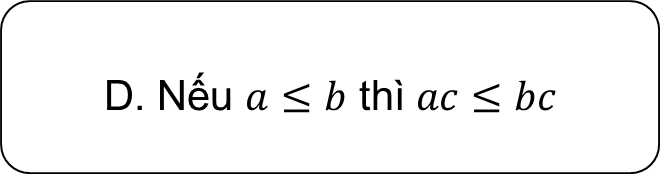 D. Nếu 𝑎 ≤ 𝑏 thì 𝑎𝑐 ≤ 𝑏𝑐